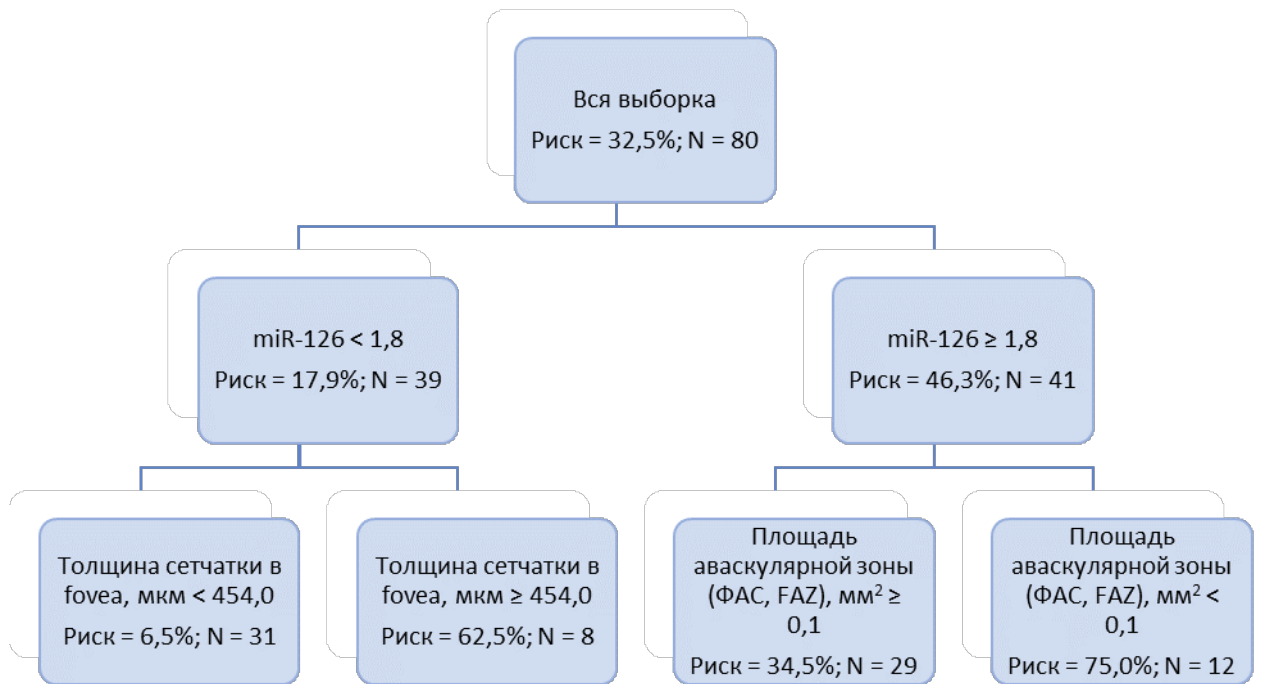 Вся выборка
Риск = 32,5%; N = 80
miR-126 < 1,8
Риск = 17,9%; N = 39
miR-126 ≥ 1,8
Риск = 46,3%; N = 41
Толщина сетчатки в
fovea, мкм < 454,0
Риск = 6,5%; N = 31
Толщина сетчатки в
fovea, мкм ≥ 454,0
Риск = 62,5%; N = 8
Площадь
аваскулярной зоны
(ФАС, FAZ), мм² ≥
0,1
Риск = 34,5%; N = 29
Площадь
аваскулярной зоны
(ФАС, FAZ), мм² <
0,1
Риск = 75,0%; N = 12